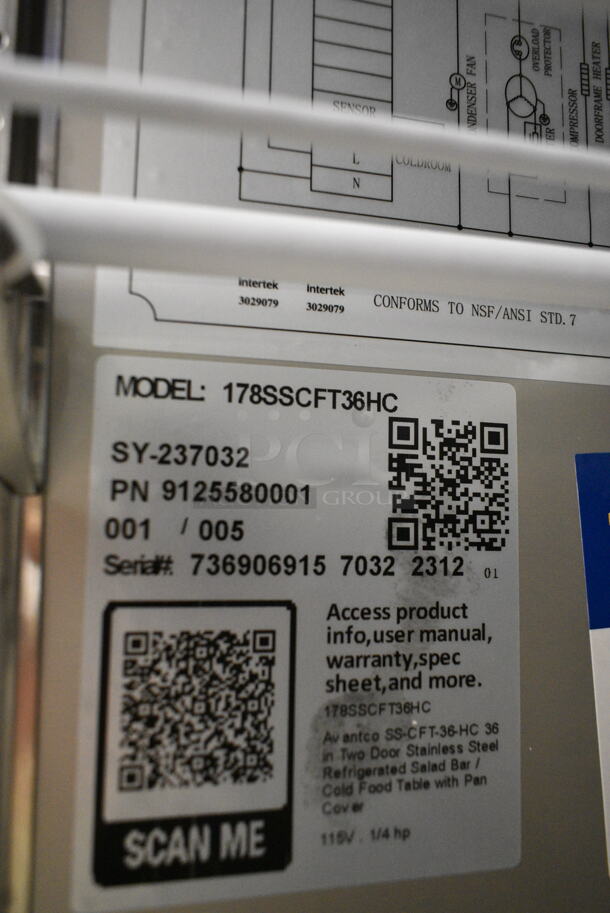 SENSOR
L
N
COLDROOM
M
CONDENSER FAN
OVERLOAD
PROTECTOR
DOORFRAME HEATER
intertek
3029079
intertek
3029079
CONFORMS TO NSF/ANSI STD.7
MODEL: 178SSCFT36HC
SY-237032
PN 9125580001
001 / 005
Serial#: 736906915 7032 2312 01
PCI
GROUP
Access product
info,user manual,
warranty,spec
sheet,and more.
178SSCFT36HC
Avantco SS-CFT-36-HC 36
in Two Door Stainless Steel
Refrigerated Salad Bar /
Cold Food Table with Pan
Cover
115V . 1/4 hp
SCAN ME